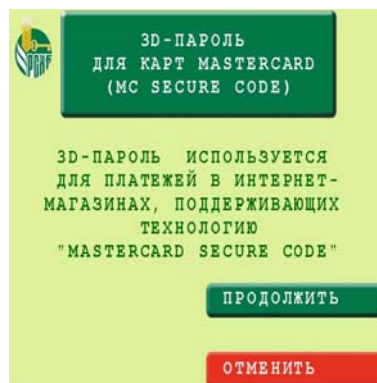 РСХБ
3D-ПАРОЛЬ
ДЛЯ КАРТ MASTERCARD
(MC SECURE CODE)
3D-ПАРОЛЬ ИСПОЛЬЗУЕТСЯ
ДЛЯ ПЛАТЕЖЕЙ В ИНТЕРНЕТ-
МАГАЗИНАХ, ПОДДЕРЖИВАЮЩИХ
ТЕХНОЛОГИЮ
"MASTERCARD SECURE CODE"
ПРОДОЛЖИТЬ
ОТМЕНИТЬ